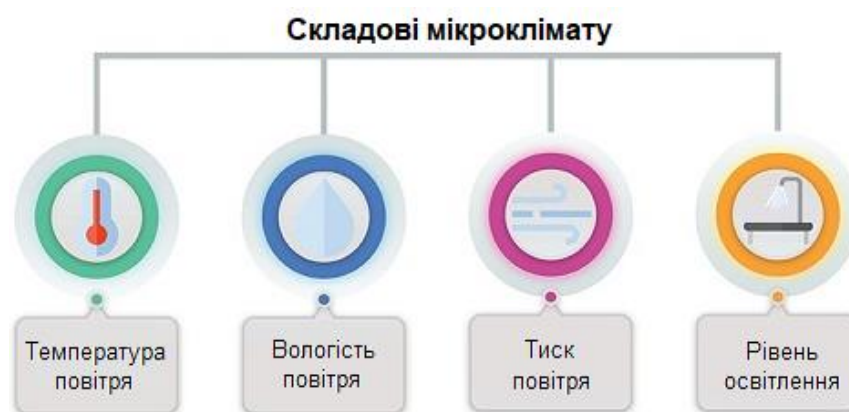 Складові мікроклімату
Температура
повітря
Вологість
повітря
Тиск
повітря
Рівень
освітлення